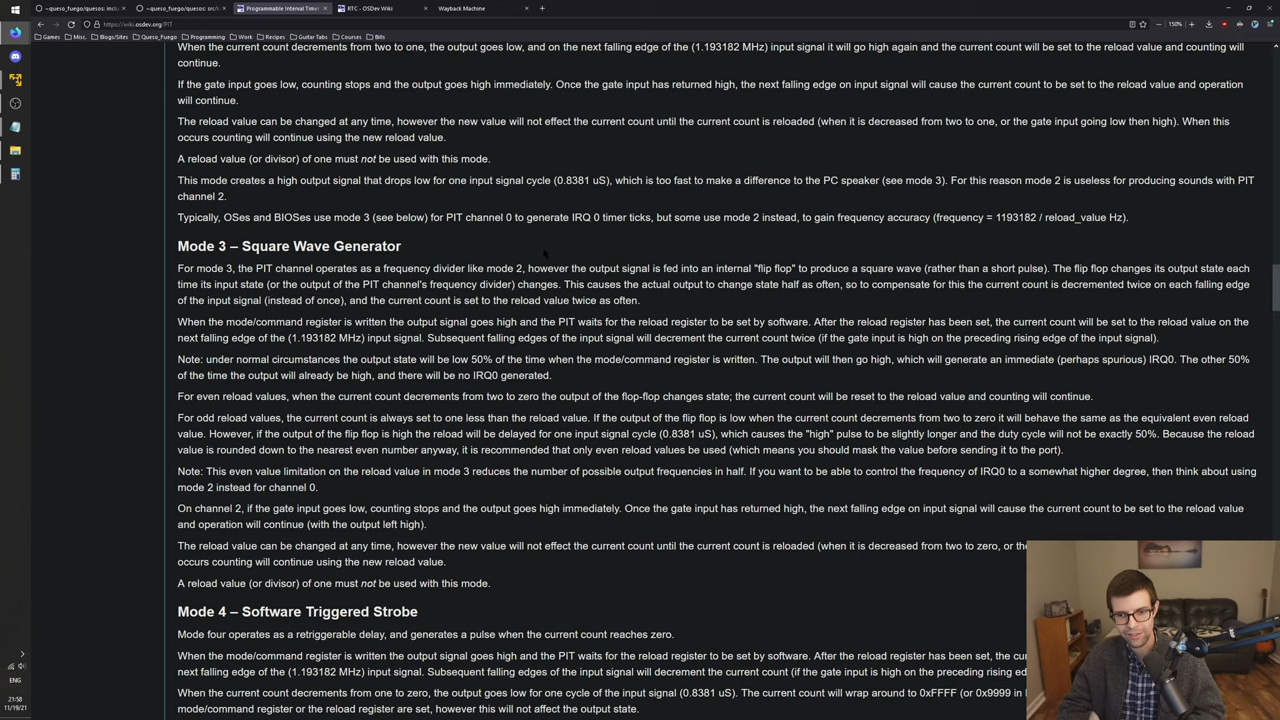 ~queso_fuego/quesos: inclu
~queso_fuego/quesos: src/k
Programmable Interval Timer
RTC - OSDev Wiki
Wayback Machine
https://wiki.osdev.org/PIT
150%
Games
Misc.
Blogs/Sites
Queso_Fuego
Programming
Work
Recipes
Guitar Tabs
Courses
Bills
When the current count decrements from two to one, the output goes low, and on the next falling edge of the (1.193182 MHz) input signal it will go high again and the current count will be set to the reload value and counting will
continue.
If the gate input goes low, counting stops and the output goes high immediately. Once the gate input has returned high, the next falling edge on input signal will cause the current count to be set to the reload value and operation
will continue.
The reload value can be changed at any time, however the new value will not effect the current count until the current count is reloaded (when it is decreased from two to one, or the gate input going low then high). When this
occurs counting will continue using the new reload value.
A reload value (or divisor) of one must not be used with this mode.
This mode creates a high output signal that drops low for one input signal cycle (0.8381 uS), which is too fast to make a difference to the PC speaker (see mode 3). For this reason mode 2 is useless for producing sounds with PIT
channel 2.
Typically, OSes and BIOSes use mode 3 (see below) for PIT channel 0 to generate IRQ 0 timer ticks, but some use mode 2 instead, to gain frequency accuracy (frequency = 1193182 / reload_value Hz).
Mode 3 – Square Wave Generator
For mode 3, the PIT channel operates as a frequency divider like mode 2, however the output signal is fed into an internal "flip flop" to produce a square wave (rather than a short pulse). The flip flop changes its output state each
time its input state (or the output of the PIT channel's frequency divider) changes. This causes the actual output to change state half as often, so to compensate for this the current count is decremented twice on each falling edge
of the input signal (instead of once), and the current count is set to the reload value twice as often.
When the mode/command register is written the output signal goes high and the PIT waits for the reload register to be set by software. After the reload register has been set, the current count will be set to the reload value on the
next falling edge of the (1.193182 MHz) input signal. Subsequent falling edges of the input signal will decrement the current count twice (if the gate input is high on the preceding rising edge of the input signal).
Note: under normal circumstances the output state will be low 50% of the time when the mode/command register is written. The output will then go high, which will generate an immediate (perhaps spurious) IRQ0. The other 50%
of the time the output will already be high, and there will be no IRQ0 generated.
For even reload values, when the current count decrements from two to zero the output of the flop-flop changes state; the current count will be reset to the reload value and counting will continue.
For odd reload values, the current count is always set to one less than the reload value. If the output of the flip flop is low when the current count decrements from two to zero it will behave the same as the equivalent even reload
value. However, if the output of the flip flop is high the reload will be delayed for one input signal cycle (0.8381 uS), which causes the "high" pulse to be slightly longer and the duty cycle will not be exactly 50%. Because the reload
value is rounded down to the nearest even number anyway, it is recommended that only even reload values be used (which means you should mask the value before sending it to the port).
Note: This even value limitation on the reload value in mode 3 reduces the number of possible output frequencies in half. If you want to be able to control the frequency of IRQ0 to a somewhat higher degree, then think about using
mode 2 instead for channel 0.
On channel 2, if the gate input goes low, counting stops and the output goes high immediately. Once the gate input has returned high, the next falling edge on input signal will cause the current count to be set to the reload value
and operation will continue (with the output left high).
The reload value can be changed at any time, however the new value will not effect the current count until the current count is reloaded (when it is decreased from two to zero, or the
occurs counting will continue using the new reload value.
A reload value (or divisor) of one must not be used with this mode.
Mode 4 – Software Triggered Strobe
Mode four operates as a retriggerable delay, and generates a pulse when the current count reaches zero.
When the mode/command register is written the output signal goes high and the PIT waits for the reload register to be set by software. After the reload register has been set, the cu
next falling edge of the (1.193182 MHz) input signal. Subsequent falling edges of the input signal will decrement the current count (if the gate input is high on the preceding rising e
When the current count decrements from one to zero, the output goes low for one cycle of the input signal (0.8381 uS). The current count will wrap around to 0xFFFF (or 0x9999 in
mode/command register or the reload register are set, however this will not affect the output state.
ENG
21:58
11/19/21